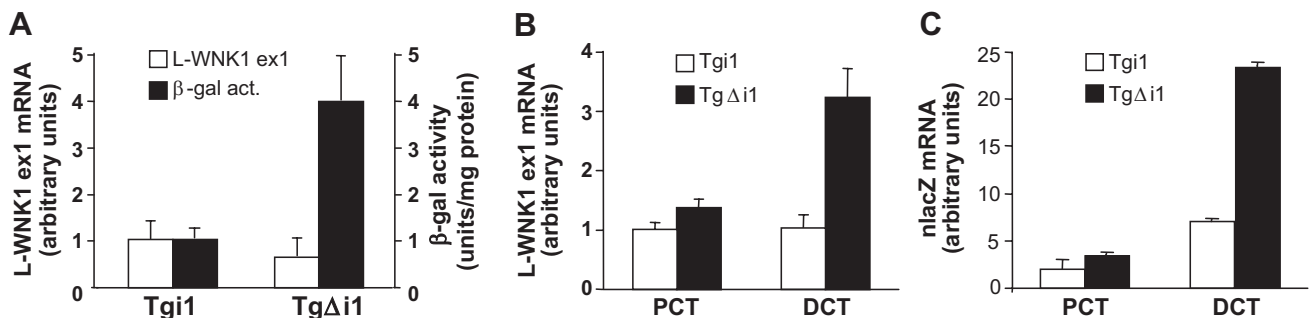 A
L-WNK1 ex1 mRNA
(arbitrary units)
5
4
3
2
1
0
L-WNK1 ex1
β-gal act.
5
4
3
2
1
0
β-gal activity
(units/mg protein)
Tgi1
TgΔi1
B
L-WNK1 ex1 mRNA
(arbitrary units)
4
3
2
1
0
Tgi1
TgΔi1
PCT
DCT
C
nlacZ mRNA
(arbitrary units)
25
20
15
10
5
0
Tgi1
TgΔi1
PCT
DCT